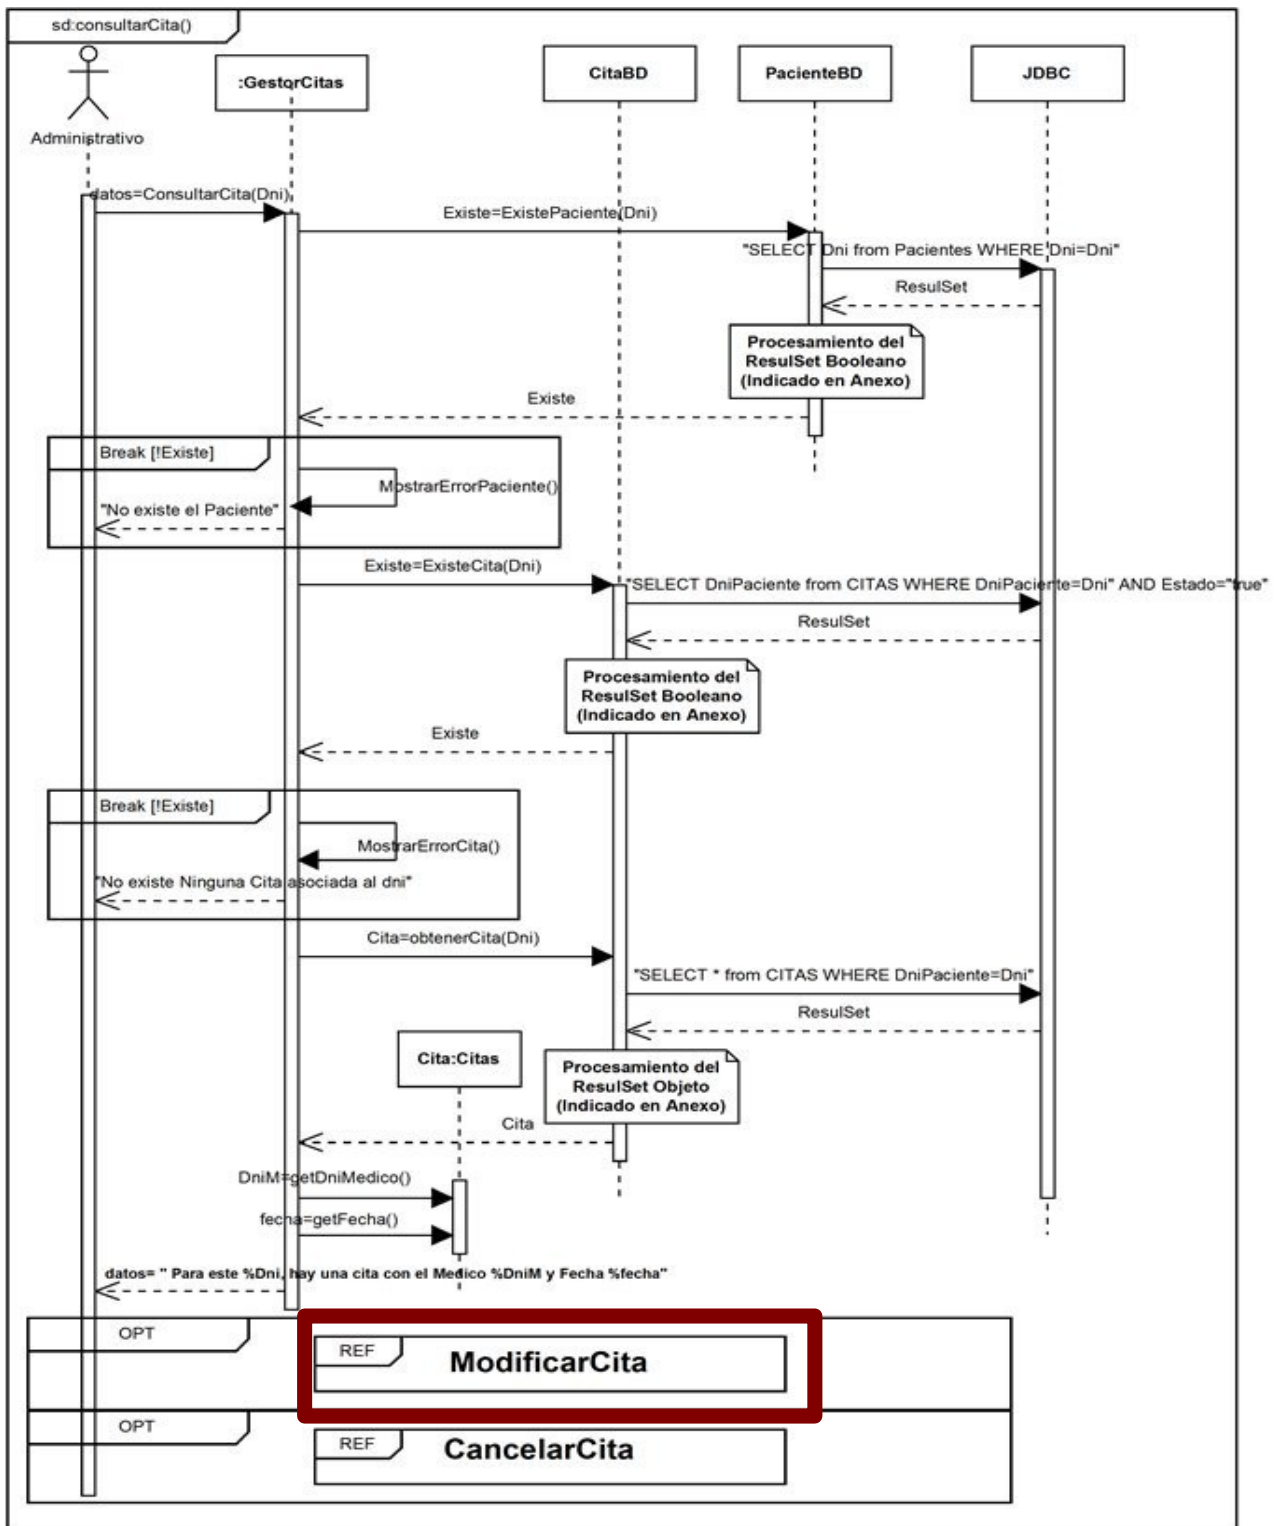 sd:consultarCita()
:GestorCitas
CitaBD
PacienteBD
JDBC
Administrativo
datos=ConsultarCita(Dni)
Existe=ExistePaciente(Dni)
"SELECT Dni from Pacientes WHERE Dni=Dni"
ResulSet
Procesamiento del
ResulSet Booleano
(Indicado en Anexo)
Existe
Break [!Existe]
MostrarErrorPaciente()
"No existe el Paciente"
Existe=ExisteCita(Dni)
"SELECT DniPaciente from CITAS WHERE DniPaciente=Dni" AND Estado="true"
ResulSet
Procesamiento del
ResulSet Booleano
(Indicado en Anexo)
Existe
Break [!Existe]
MostrarErrorCita()
"No existe Ninguna Cita asociada al dni"
Cita=obtenerCita(Dni)
"SELECT * from CITAS WHERE DniPaciente=Dni"
ResulSet
Cita:Citas
Procesamiento del
ResulSet Objeto
(Indicado en Anexo)
Cita
DniM=getDniMedico()
fecha=getFecha()
datos= " Para este %Dni, hay una cita con el Medico %DniM y Fecha %fecha"
OPT
REF
ModificarCita
OPT
REF
CancelarCita